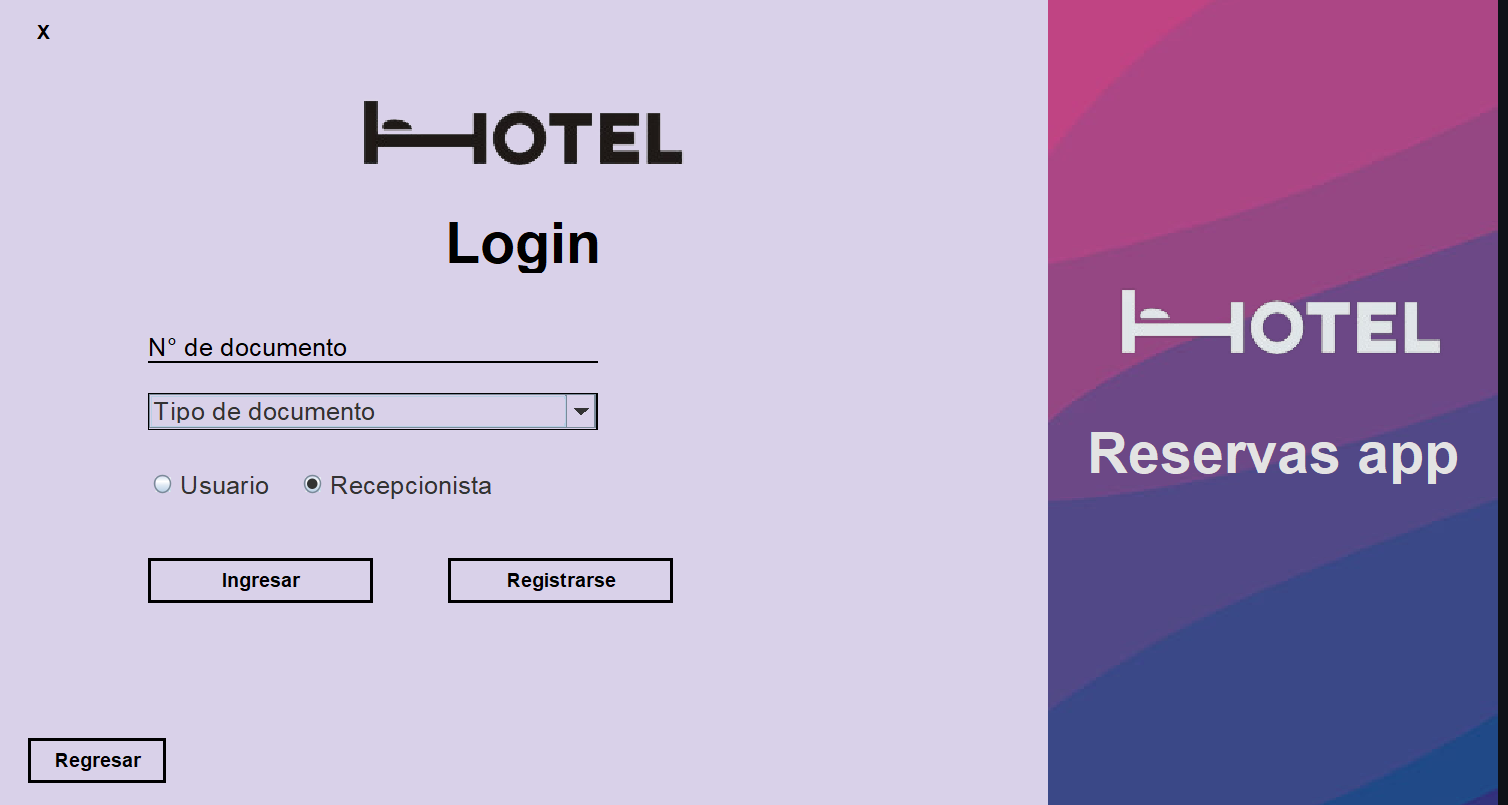 X
HOTEL
Login
N° de documento
Tipo de documento
Usuario Recepcionista
Ingresar Registrarse
Regresar
HOTEL
Reservas app